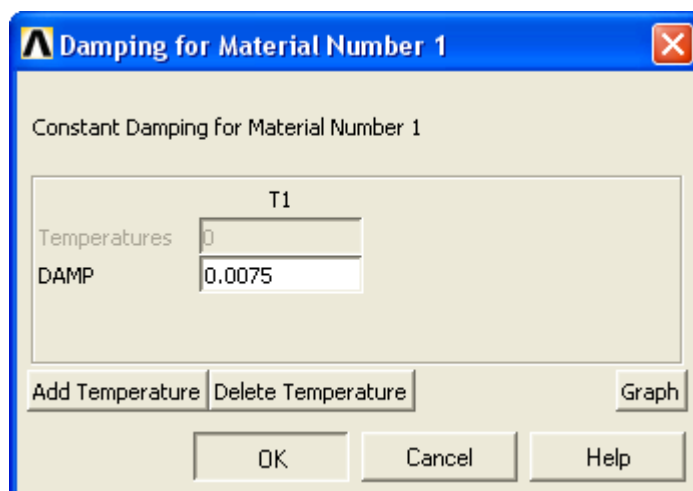 Damping for Material Number 1
Constant Damping for Material Number 1
T1
Temperatures 0
DAMP 0.0075
Add Temperature Delete Temperature Graph
OK Cancel Help